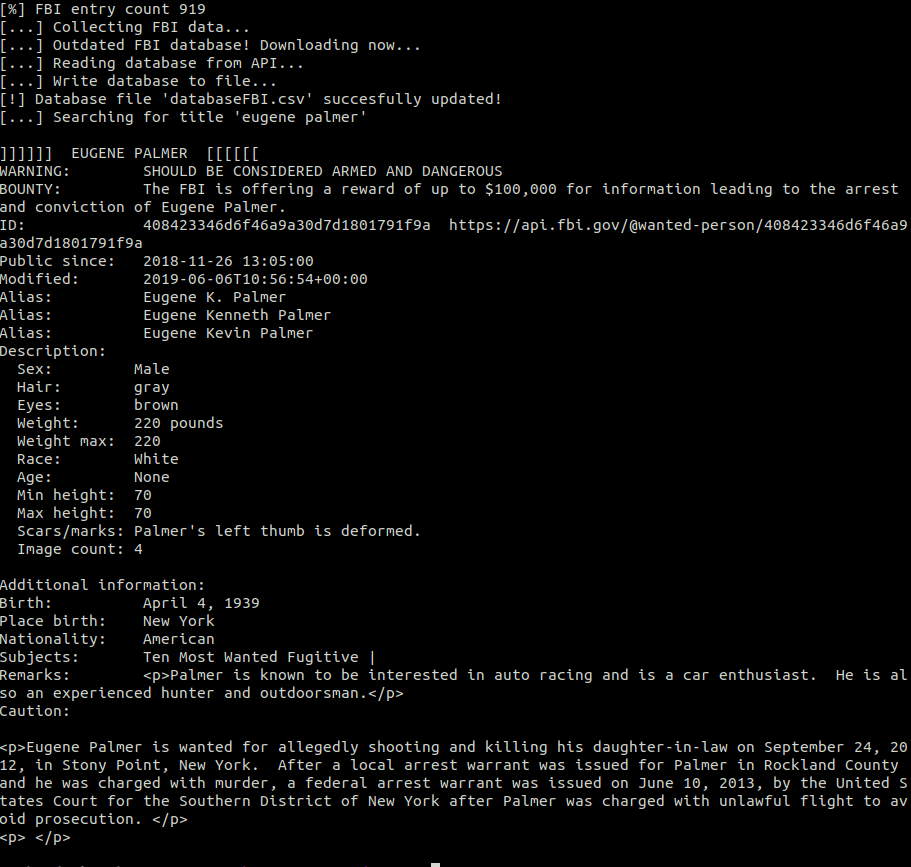 [%] FBI entry count 919
[...] Collecting FBI data...
[...] Outdated FBI database! Downloading now...
[...] Reading database from API...
[...] Write database to file...
[!] Database file 'databaseFBI.csv' succesfully updated!
[...] Searching for title 'eugene palmer'

]]]]]]  EUGENE PALMER  [[[[[[
WARNING:        SHOULD BE CONSIDERED ARMED AND DANGEROUS
BOUNTY:         The FBI is offering a reward of up to $100,000 for information leading to the arrest
and conviction of Eugene Palmer.
ID:             408423346d6f46a9a30d7d1801791f9a  https://api.fbi.gov/@wanted-person/408423346d6f46a9
a30d7d1801791f9a
Public since:   2018-11-26 13:05:00
Modified:       2019-06-06T10:56:54+00:00
Alias:          Eugene K. Palmer
Alias:          Eugene Kenneth Palmer
Alias:          Eugene Kevin Palmer
Description:
  Sex:          Male
  Hair:         gray
  Eyes:         brown
  Weight:       220 pounds
  Weight max:   220
  Race:         White
  Age:          None
  Min height:   70
  Max height:   70
  Scars/marks:  Palmer's left thumb is deformed.
  Image count:  4

Additional information:
Birth:          April 4, 1939
Place birth:    New York
Nationality:    American
Subjects:       Ten Most Wanted Fugitive |
Remarks:        <p>Palmer is known to be interested in auto racing and is a car enthusiast.  He is al
so an experienced hunter and outdoorsman.</p>
Caution:

<p>Eugene Palmer is wanted for allegedly shooting and killing his daughter-in-law on September 24, 20
12, in Stony Point, New York.  After a local arrest warrant was issued for Palmer in Rockland County
and he was charged with murder, a federal arrest warrant was issued on June 10, 2013, by the United S
tates Court for the Southern District of New York after Palmer was charged with unlawful flight to av
oid prosecution. </p>
<p> </p>